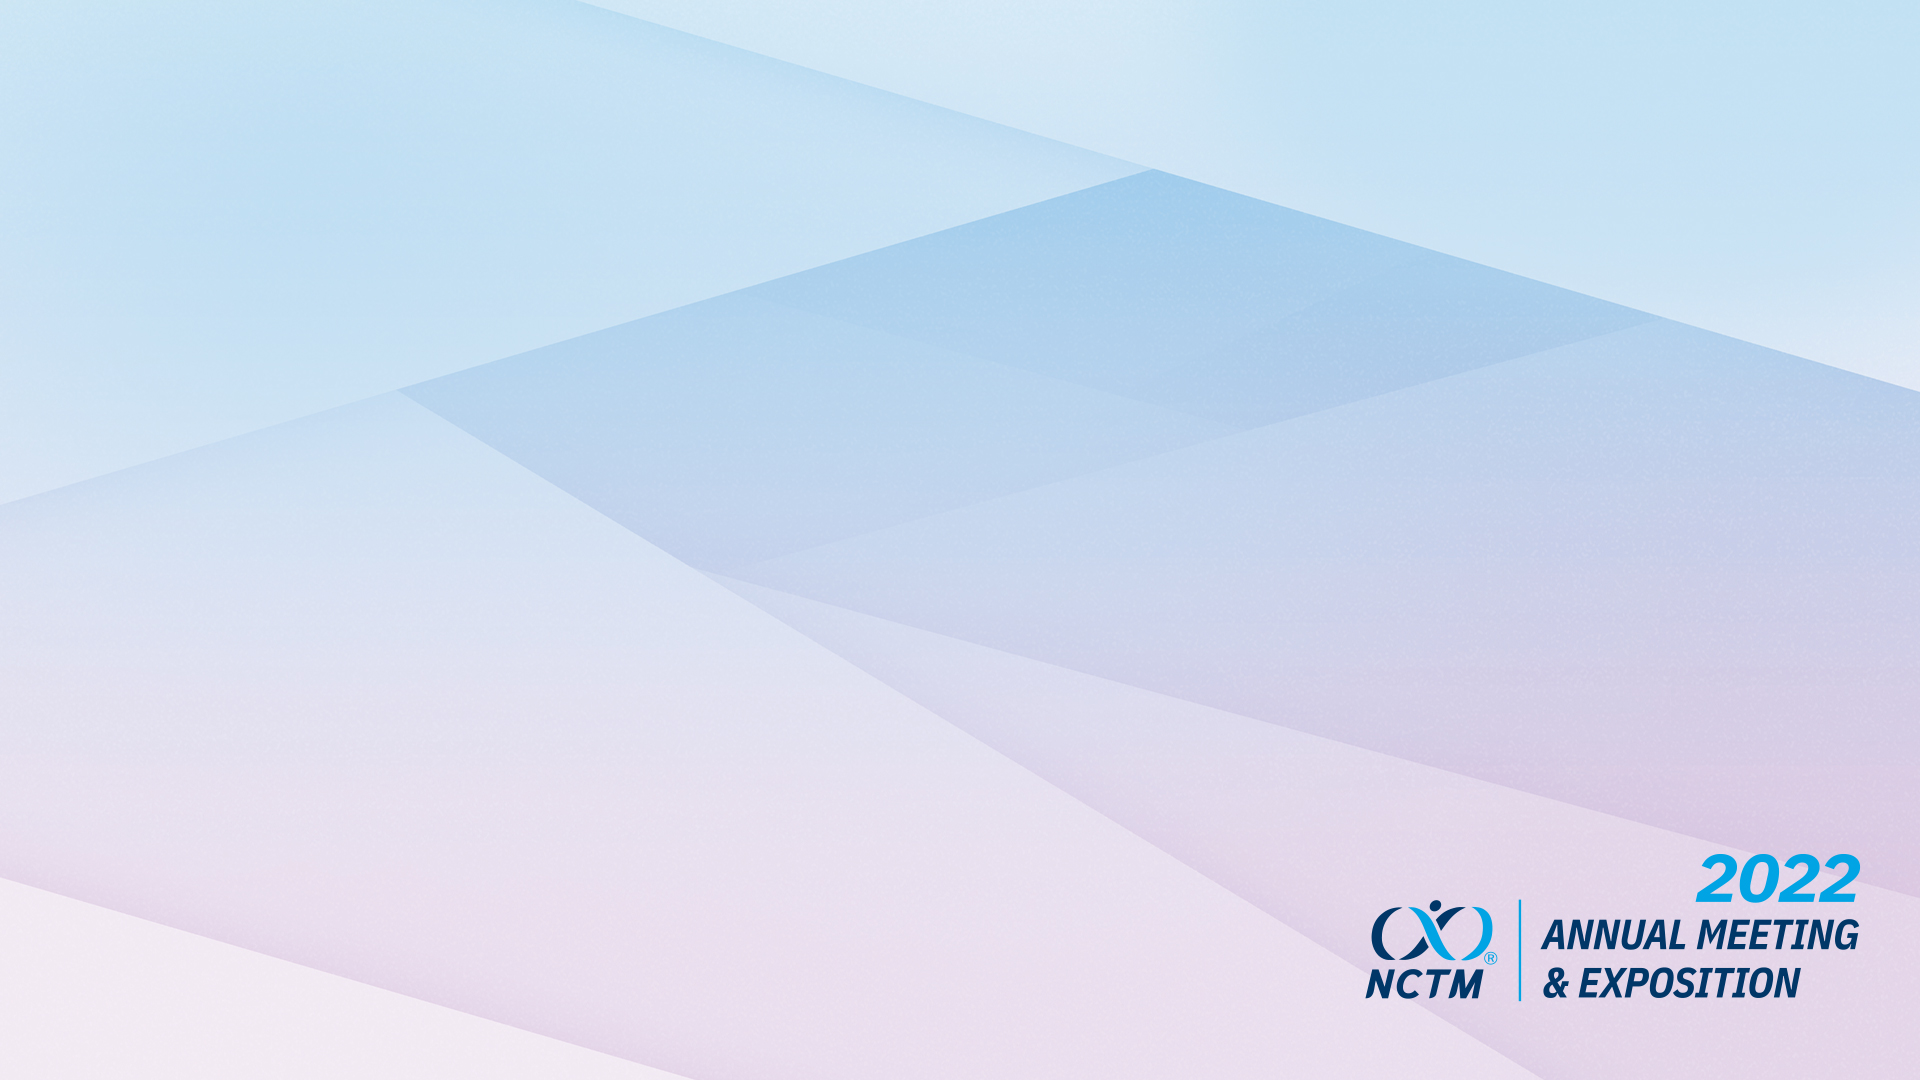 2022
ANNUAL MEETING
& EXPOSITION
NCTM
®